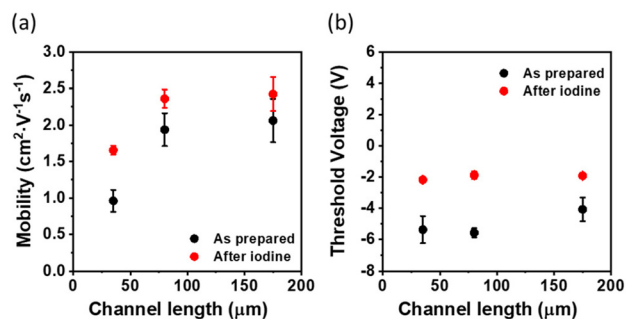 (a)
3.0
2.5
2.0
1.5
1.0
0.5
0.0
Mobility (cm²·V⁻¹s⁻¹)
As prepared
After iodine
0 50 100 150 200
Channel length (μm)
(b)
6
4
2
0
-2
-4
-6
-8
Threshold Voltage (V)
As prepared
After iodine
0 50 100 150 200
Channel length (μm)